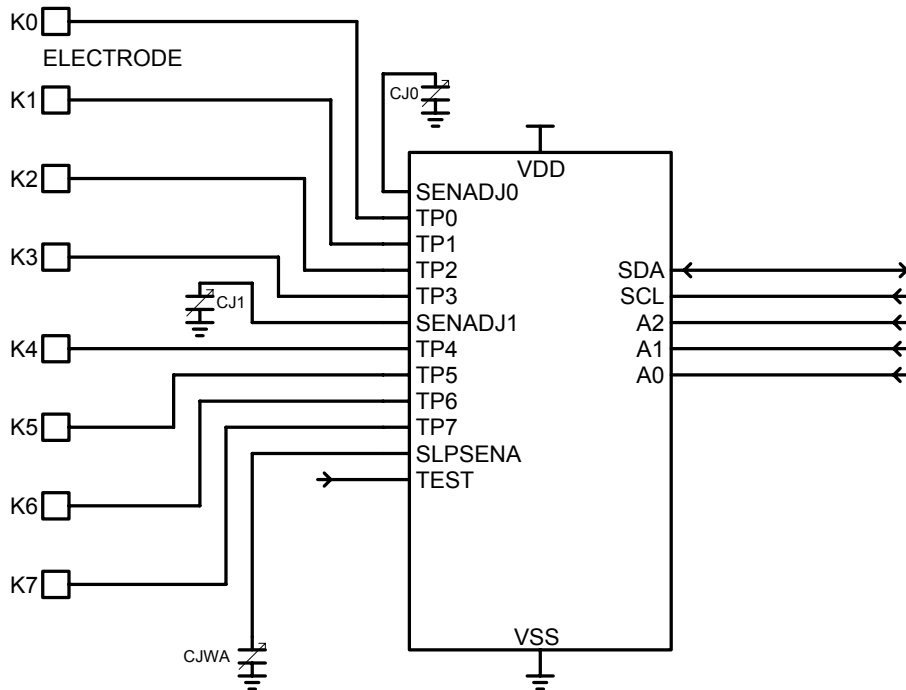 K0
ELECTRODE
K1
K2
K3
K4
K5
K6
K7
CJ0
CJ1
CJWA
VDD
SENADJ0
TP0
TP1
TP2
TP3
SENADJ1
TP4
TP5
TP6
TP7
SLPSENA
TEST
SDA
SCL
A2
A1
A0
VSS